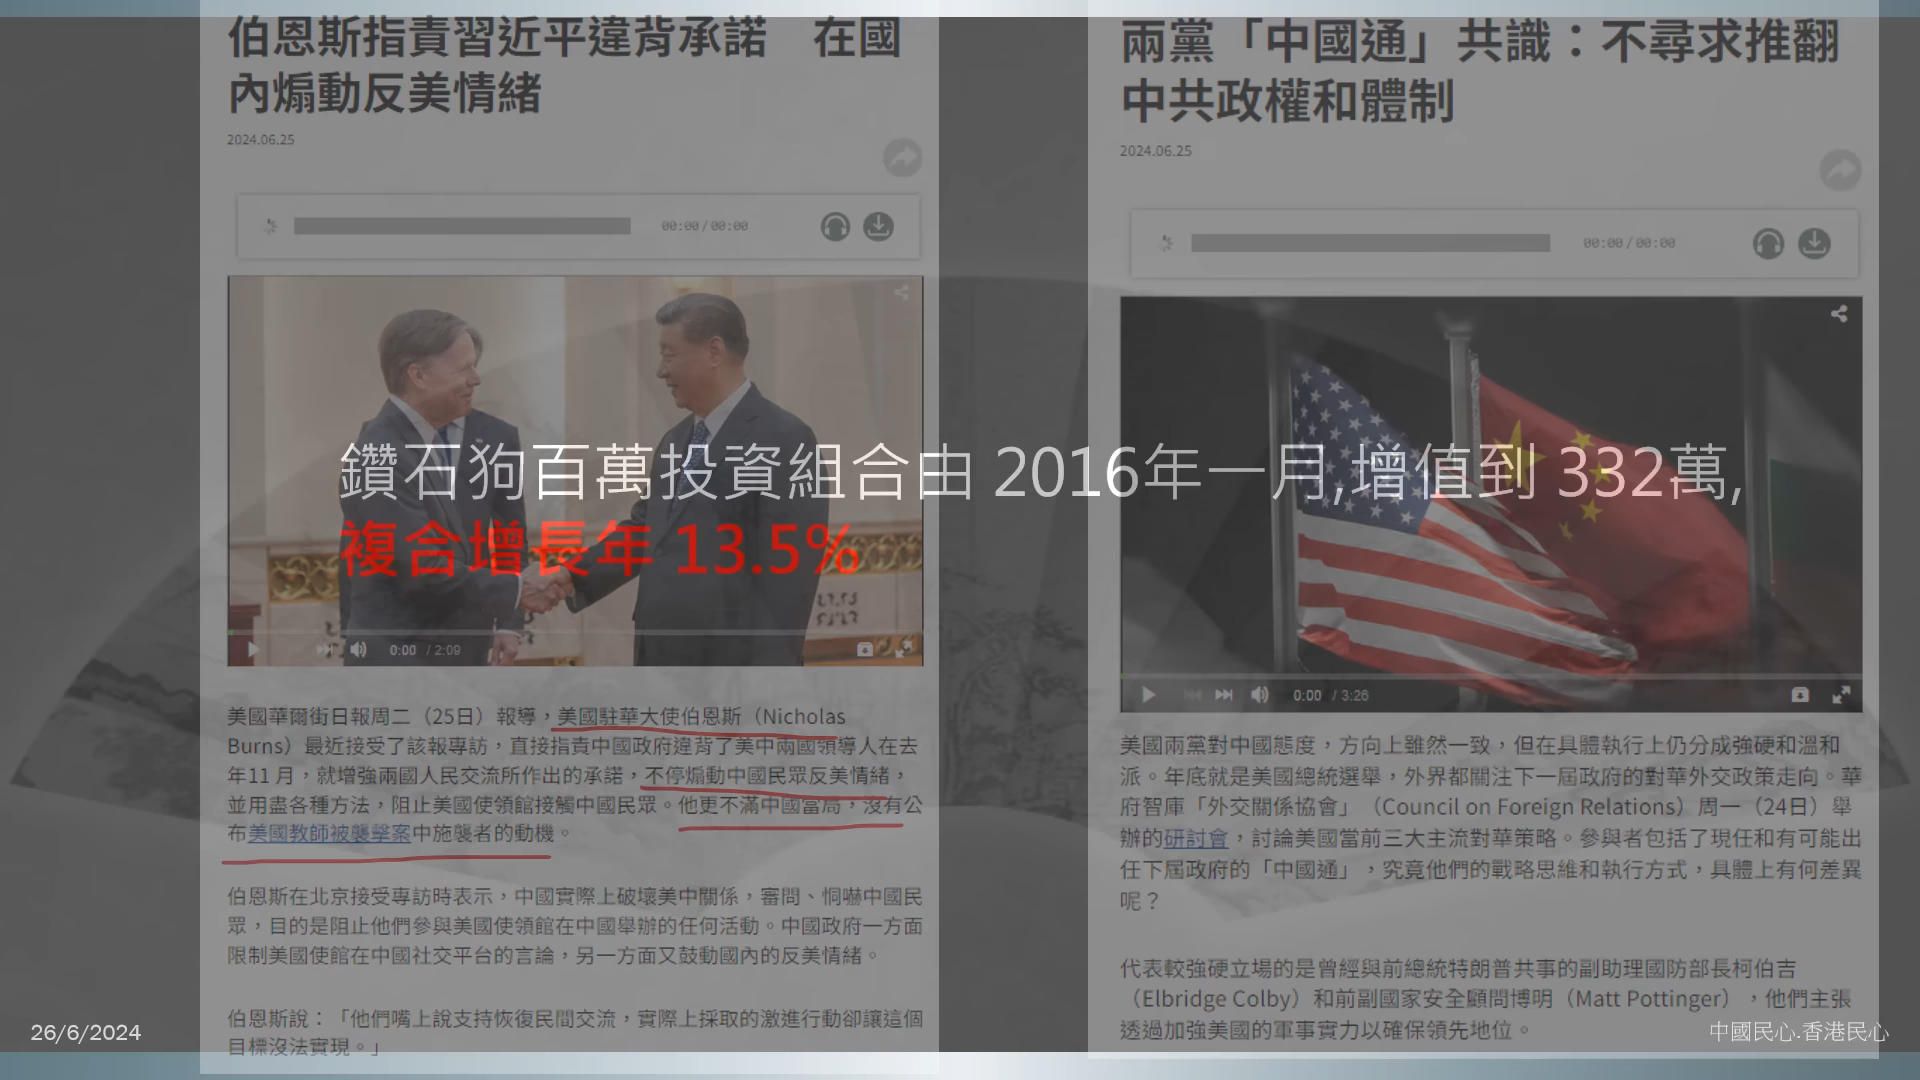 伯恩斯指責習近平違背承諾　在國
內煽動反美情緒
2024.06.25
00:00 / 00:00
0:00 / 2:09
美國華爾街日報周二（25日）報導，美國駐華大使伯恩斯（Nicholas
Burns）最近接受了該報專訪，直接指責中國政府違背了美中兩國領導人在去
年11 月，就增強兩國人民交流所作出的承諾，不停煽動中國民眾反美情緒，
並用盡各種方法，阻止美國使領館接觸中國民眾。他更不滿中國當局，沒有公
布美國教師被襲擊案中施襲者的動機。
伯恩斯在北京接受專訪時表示，中國實際上破壞美中關係，審問、恫嚇中國民
眾，目的是阻止他們參與美國使領館在中國舉辦的任何活動。中國政府一方面
限制美國使館在中國社交平台的言論，另一方面又鼓動國內的反美情緒。
伯恩斯說：「他們嘴上說支持恢復民間交流，實際上採取的激進行動卻讓這個
目標沒法實現。」
兩黨「中國通」共識：不尋求推翻
中共政權和體制
2024.06.25
00:00 / 00:00
0:00 / 3:26
美國兩黨對中國態度，方向上雖然一致，但在具體執行上仍分成強硬和溫和
派。年底就是美國總統選舉，外界都關注下一屆政府的對華外交政策走向。華
府智庫「外交關係協會」（Council on Foreign Relations）周一（24日）舉
辦的研討會，討論美國當前三大主流對華策略。參與者包括了現任和有可能出
任下屆政府的「中國通」，究竟他們的戰略思維和執行方式，具體上有何差異
呢？
代表較強硬立場的是曾經與前總統特朗普共事的副助理國防部長柯伯吉
（Elbridge Colby）和前副國家安全顧問博明（Matt Pottinger），他們主張
透過加強美國的軍事實力以確保領先地位。
鑽石狗百萬投資組合由 2016年一月,增值到 332萬,
複合增長年 13.5%
26/6/2024
中國民心.香港民心